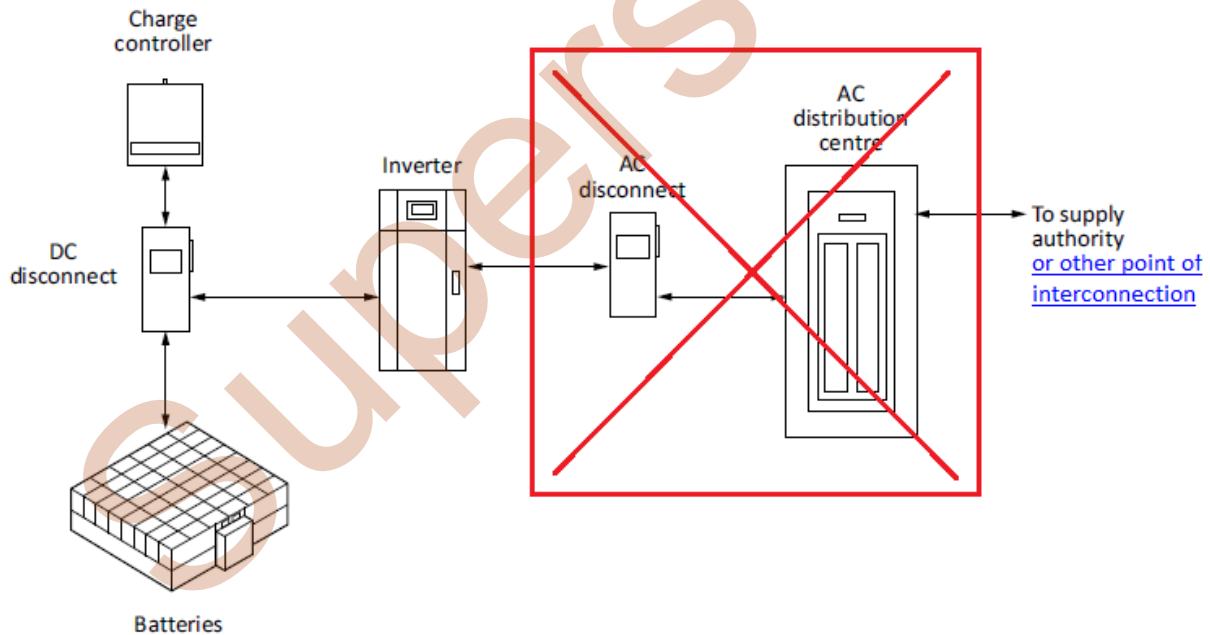 Charge
controller
AC
distribution
centre
Inverter
AC
disconnect
To supply
authority
or other point of
interconnection
DC
disconnect
Batteries
Supers